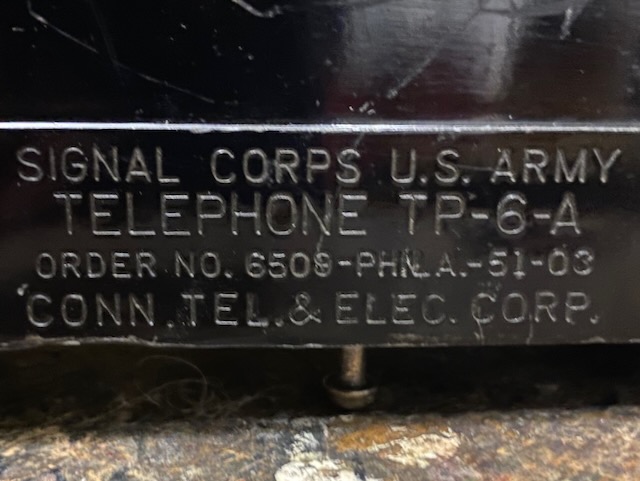 SIGNAL CORPS U.S. ARMY
TELEPHONE TP-6-A
ORDER NO. 6509-PHILA.-51-03
CONN. TEL. & ELEC. CORP.